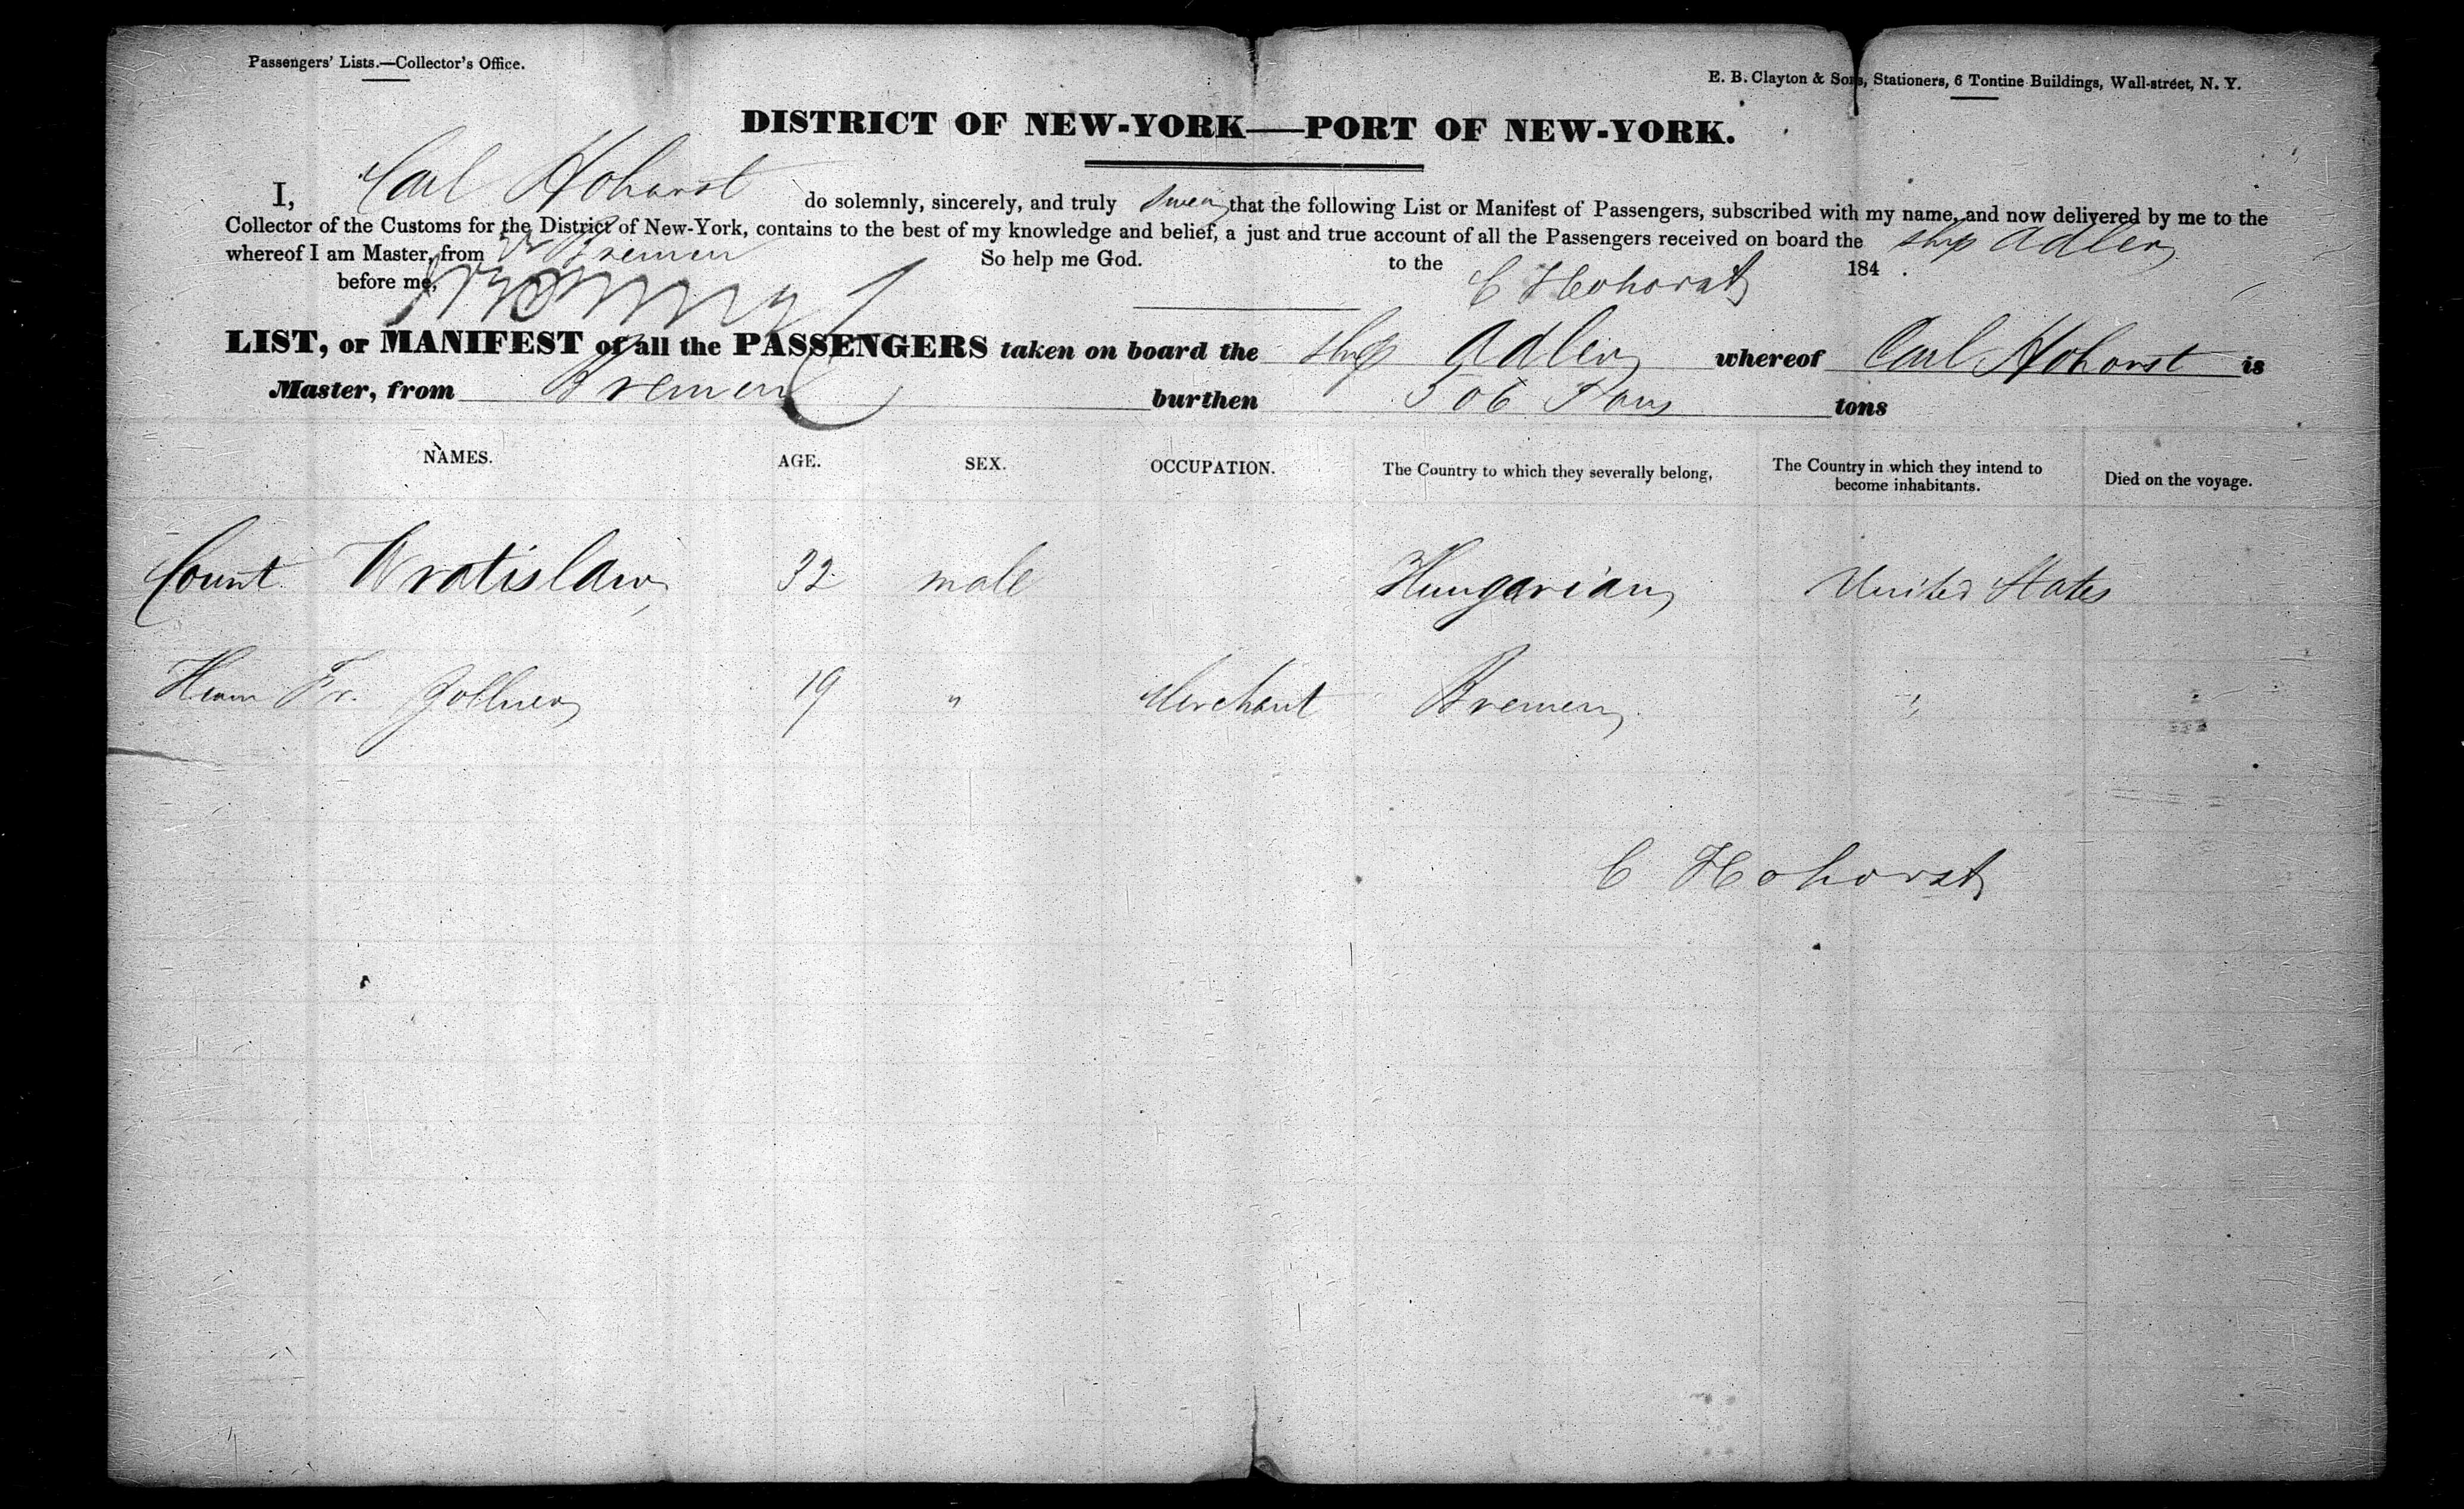 Passengers' Lists.—Collector's Office.
E. B. Clayton & Sons, Stationers, 6 Tontine Buildings, Wall-street, N. Y.
DISTRICT OF NEW-YORK—PORT OF NEW-YORK.
I, Carl Hohorst do solemnly, sincerely, and truly swear that the following List or Manifest of Passengers, subscribed with my name, and now delivered by me to the
Collector of the Customs for the District of New-York, contains to the best of my knowledge and belief, a just and true account of all the Passengers received on board the ship Adler
whereof I am Master, from Bremen So help me God. to the 184 .
before me, C Hohorst
LIST, or MANIFEST of all the PASSENGERS taken on board the ship Adler whereof Carl Hohorst is
Master, from Bremen burthen 506 Tons tons
NAMES. AGE. SEX. OCCUPATION. The Country to which they severally belong, The Country in which they intend to become inhabitants. Died on the voyage.
Count Wratislaw 32 male Hungarian United States
Herm Fr. Zollner 19 " Merchant Bremen "
C Hohorst